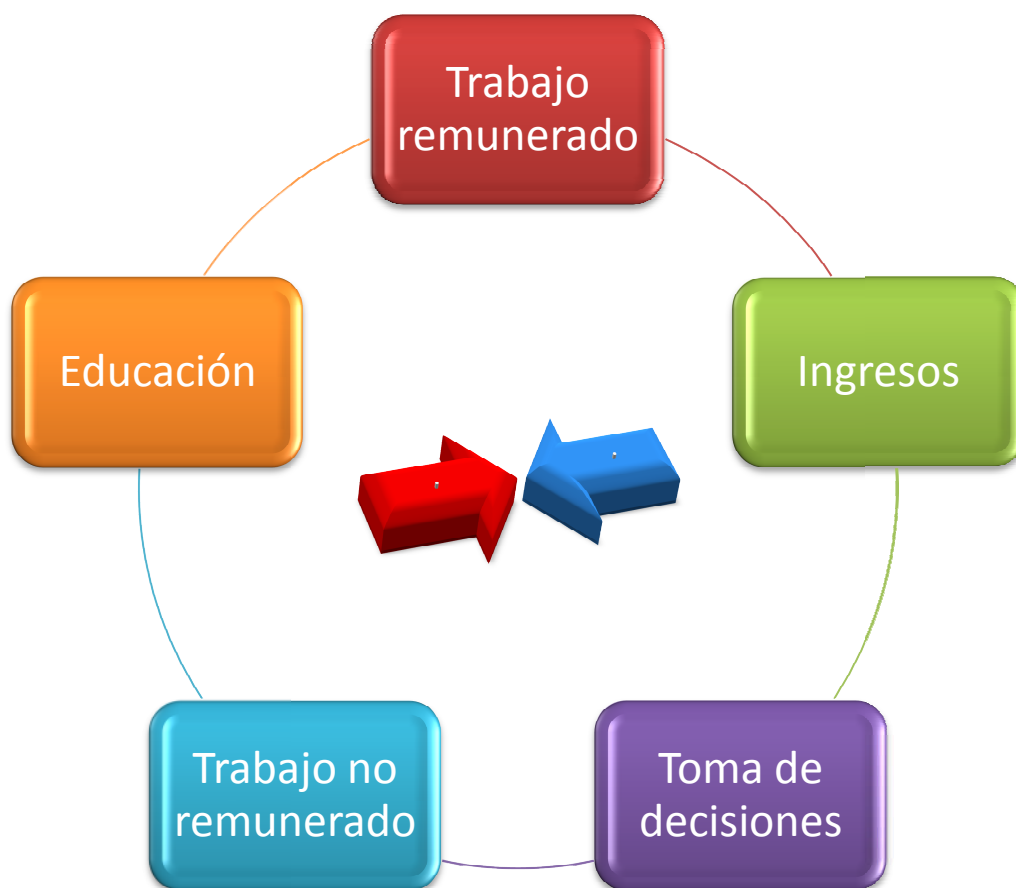 Trabajo
remunerado
Educación
Ingresos
Trabajo no
remunerado
Toma de
decisiones